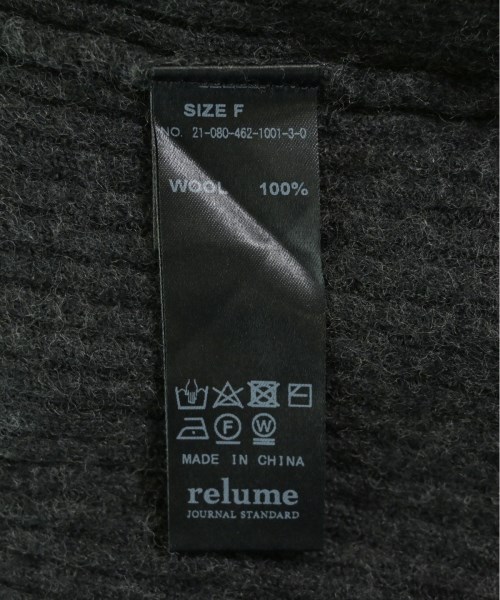 SIZE F
NO. 21-080-462-1001-3-0
WOOL 100%
F W
MADE IN CHINA
relume
JOURNAL STANDARD